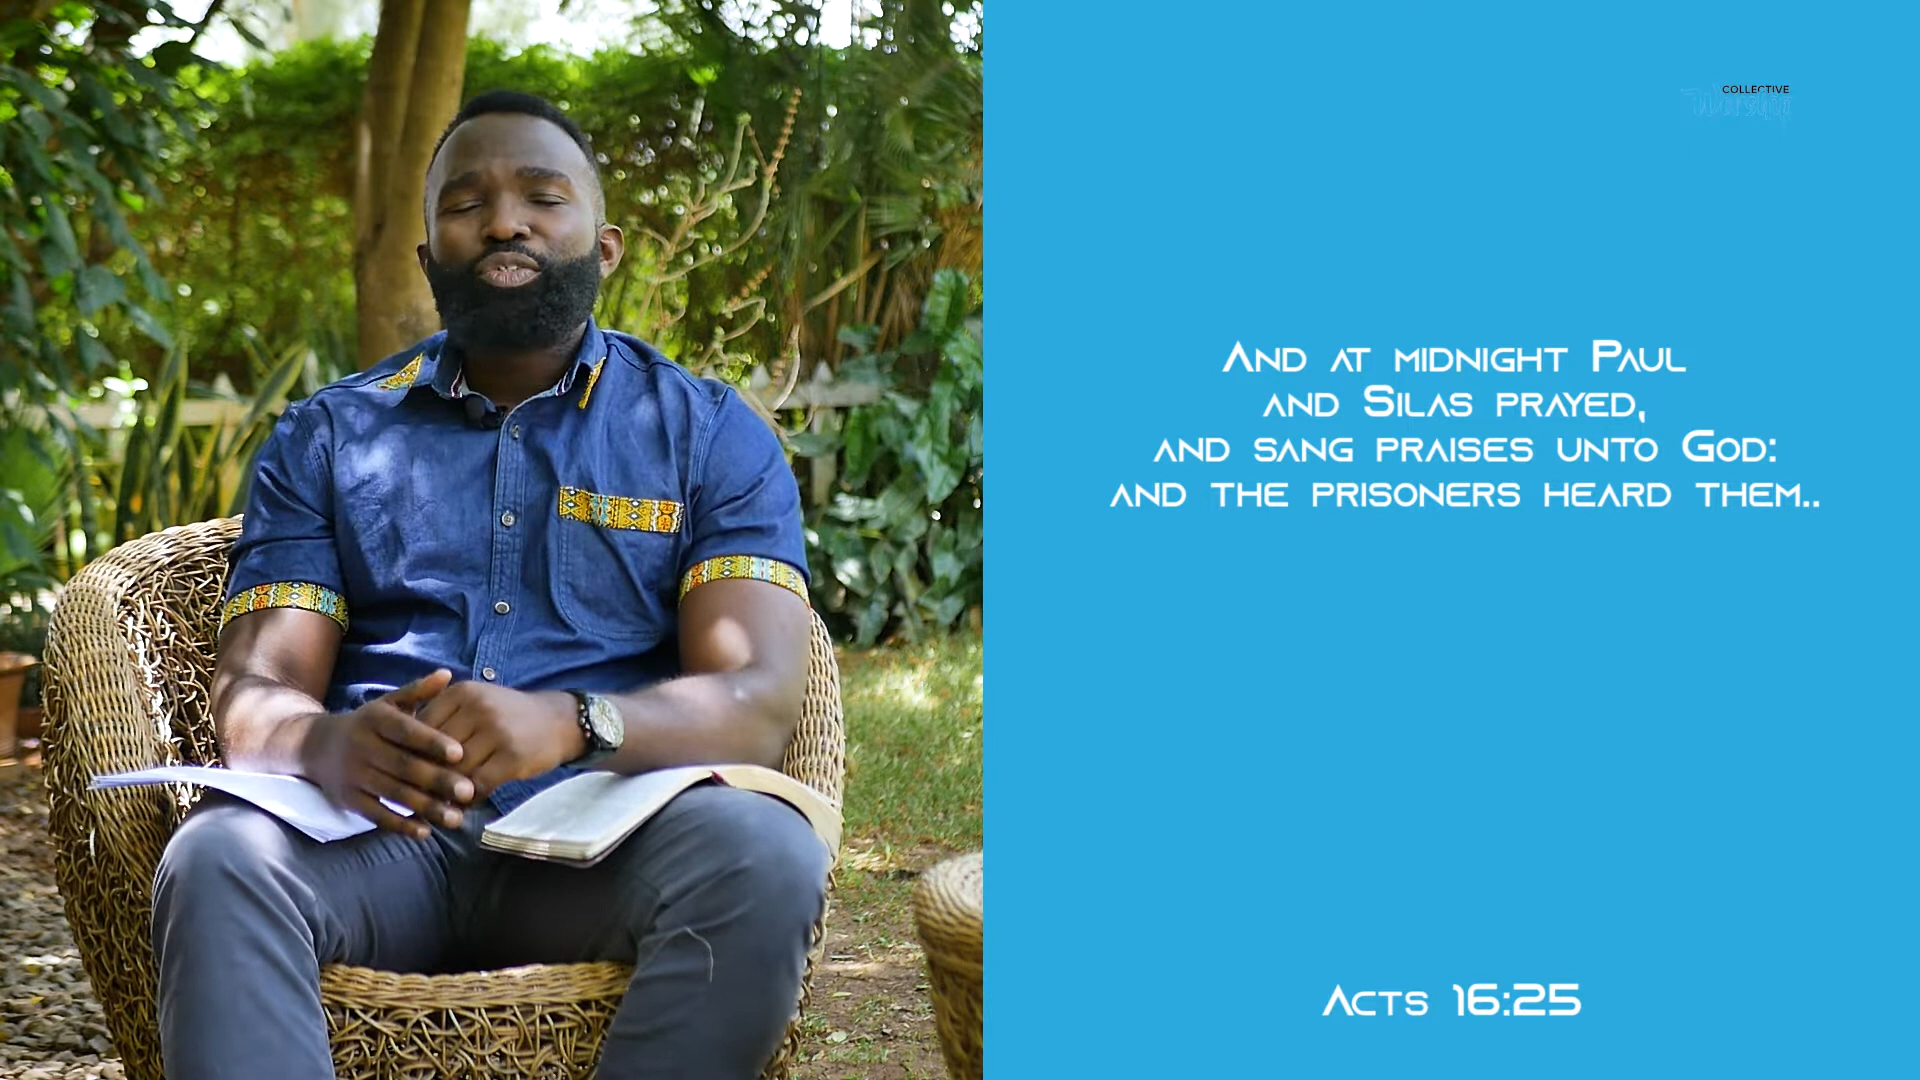 COLLECTIVE
Worship
And at midnight Paul
and Silas prayed,
and sang praises unto God:
and the prisoners heard them..
Acts 16:25